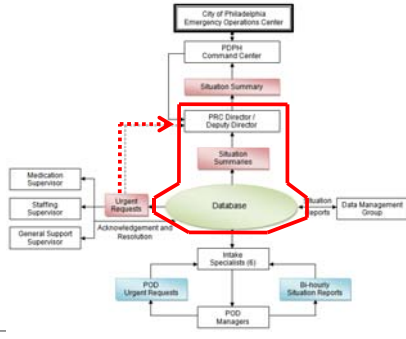 City of Philadelphia
Emergency Operations Center
PDPH
Command Center
Situation Summary
PRC Director /
Deputy Director
Situation
Summaries
Medication
Supervisor
Staffing
Supervisor
General Support
Supervisor
Urgent
Requests
Acknowledgement and
Resolution
Database
Situation
Reports
Data Management
Group
Intake
Specialists (6)
POD
Urgent Requests
Bi-hourly
Situation Reports
POD
Managers